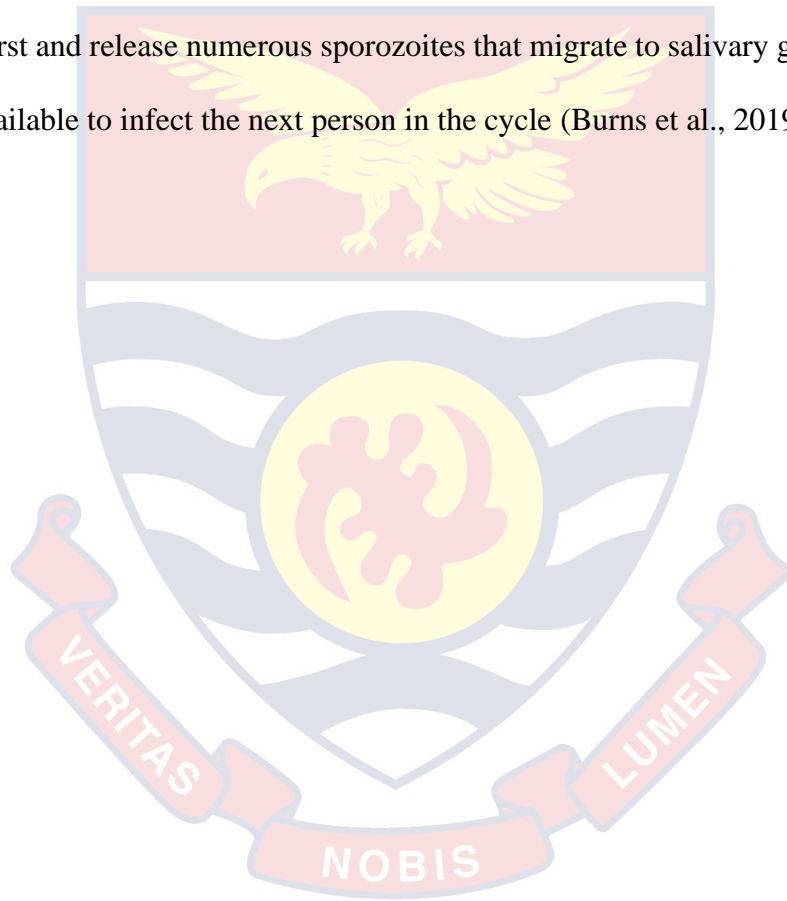 rst and release numerous sporozoites that migrate to salivary g
ailable to infect the next person in the cycle (Burns et al., 2019
VERITAS
NOBIS
LUMEN